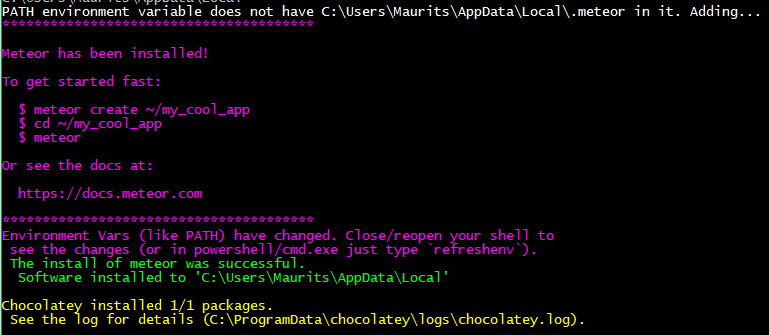 PATH environment variable does not have C:\Users\Maurits\AppData\Local\.meteor in it. Adding...
***************************************
Meteor has been installed!
To get started fast:
$ meteor create ~/my_cool_app
$ cd ~/my_cool_app
$ meteor
Or see the docs at:
https://docs.meteor.com
***************************************
Environment Vars (like PATH) have changed. Close/reopen your shell to
see the changes (or in powershell/cmd.exe just type `refreshenv`).
The install of meteor was successful.
Software installed to 'C:\Users\Maurits\AppData\Local'
Chocolatey installed 1/1 packages.
See the log for details (C:\ProgramData\chocolatey\logs\chocolatey.log).